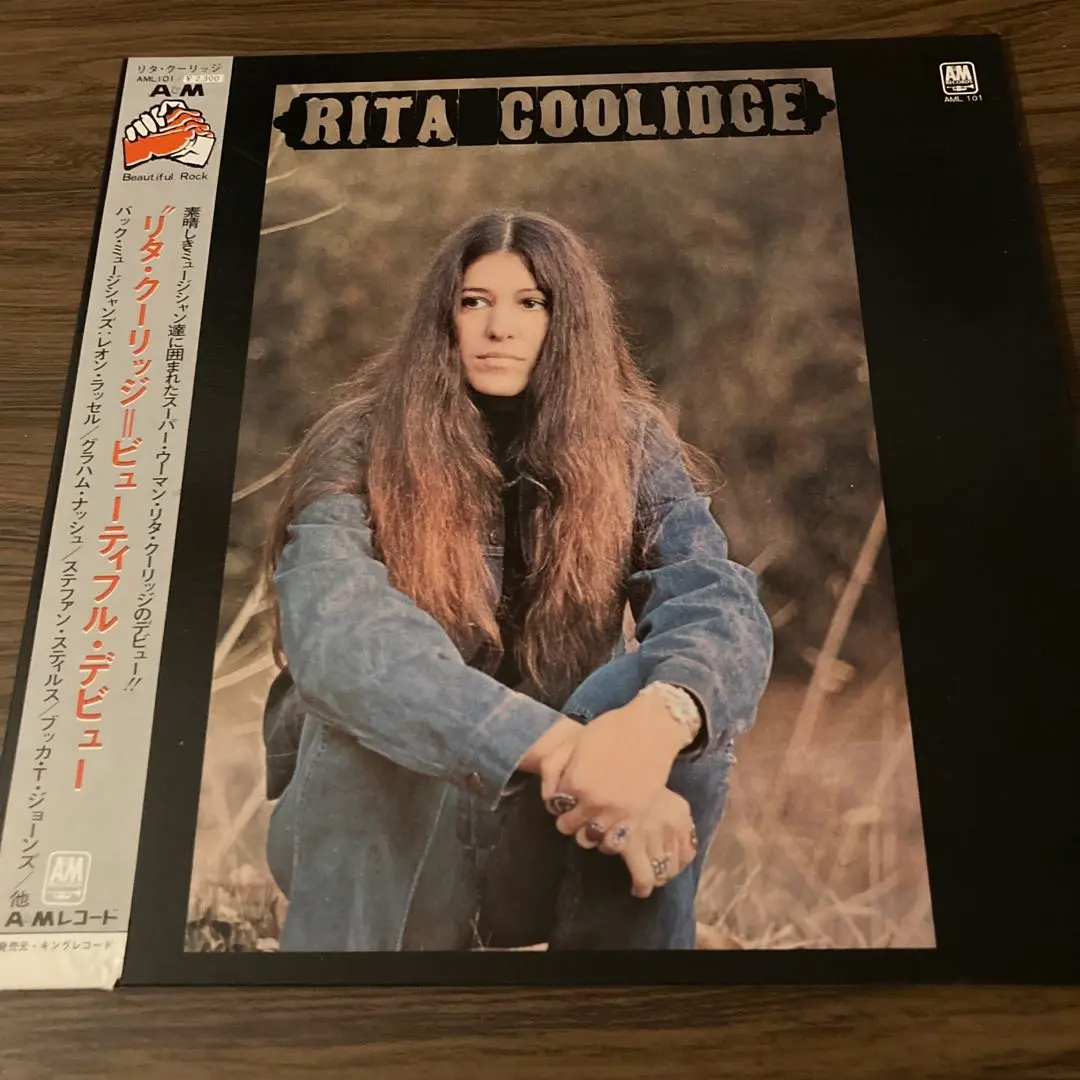 リタ・クーリッジ
AML101 ¥2,300
A&M
Beautiful Rock
素晴しきミュージシャン達に囲まれたスーパー・ウーマン・リタ・クーリッジのデビュー!!
“リタ・クーリッジ=ビューティフル・デビュー
バック・ミュージシャンズ:レオン・ラッセル/グラハム・ナッシュ/ステファン・スティルス/ブッカ・T・ジョーンズ/他
A&M
A&Mレコード
発売元・キングレコード
RITA COOLIDGE
A&M
RECORDS
AML 101